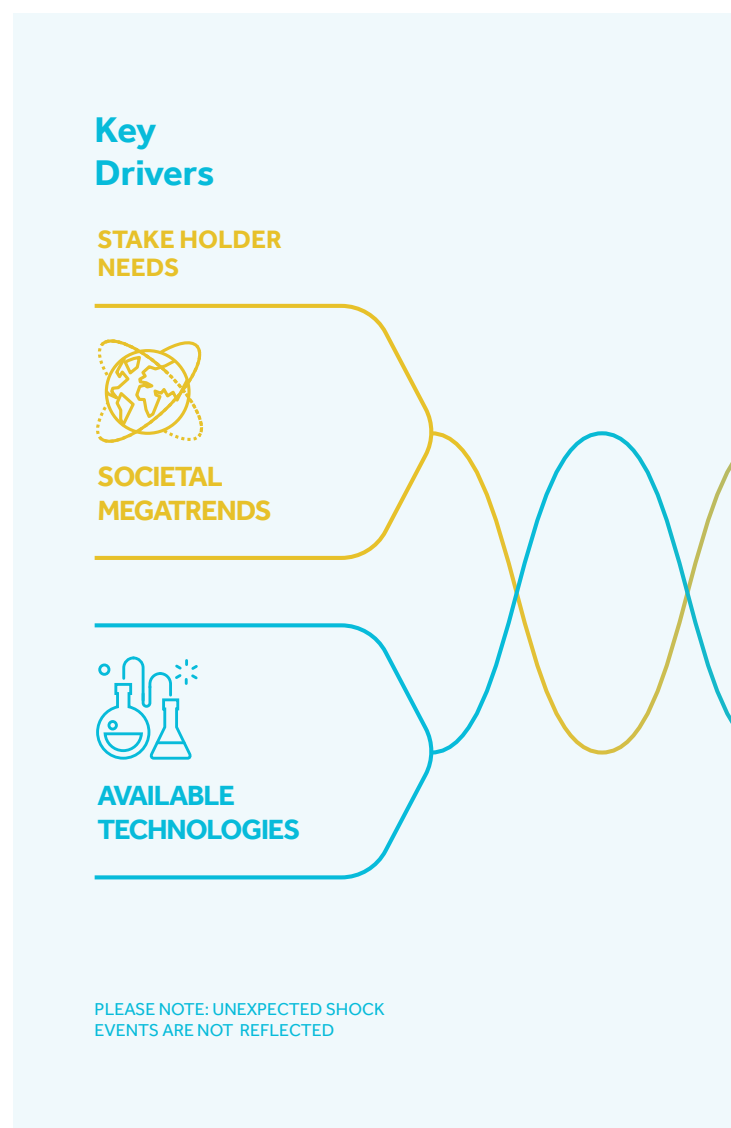 Key
Drivers
STAKE HOLDER
NEEDS
SOCIETAL
MEGATRENDS
AVAILABLE
TECHNOLOGIES
PLEASE NOTE: UNEXPECTED SHOCK
EVENTS ARE NOT REFLECTED